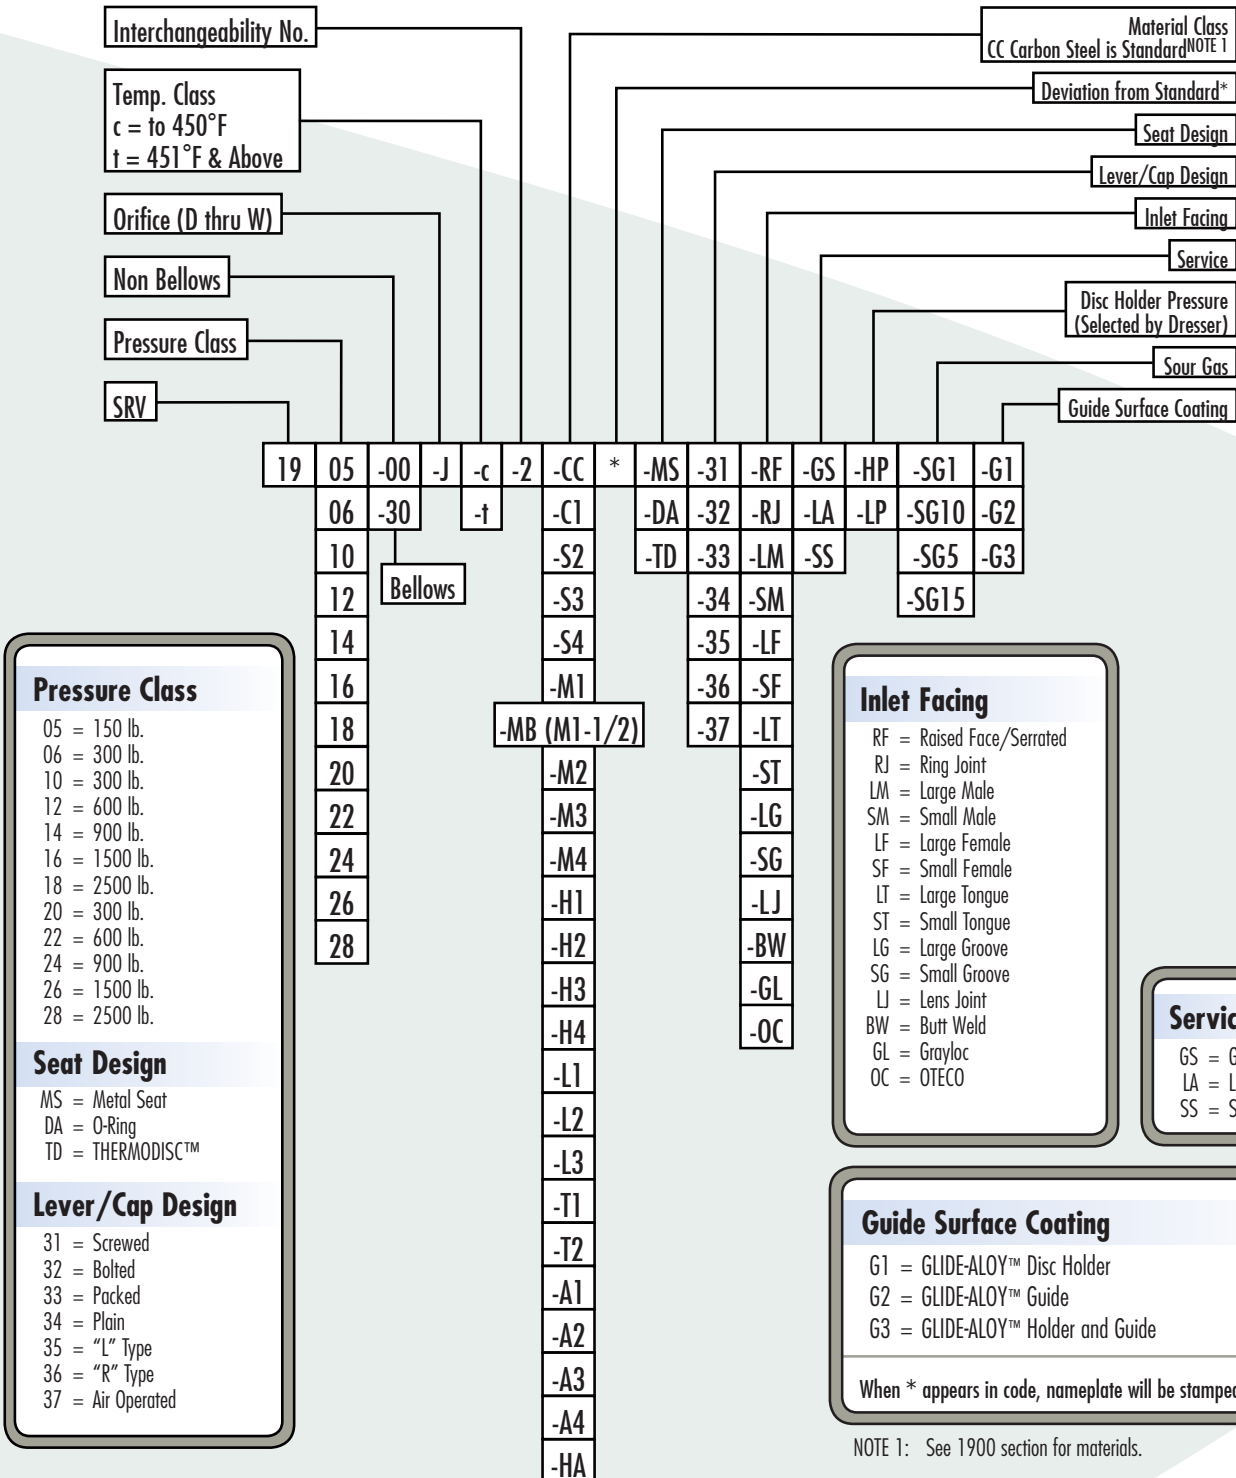 Interchangeability No.
Temp. Class
c = to 450°F
t = 451°F & Above
Orifice (D thru W)
Non Bellows
Pressure Class
SRV
Material Class
CC Carbon Steel is Standard NOTE 1
Deviation from Standard*
Seat Design
Lever/Cap Design
Inlet Facing
Service
Disc Holder Pressure
(Selected by Dresser)
Sour Gas
Guide Surface Coating
19 05 -00 -J -c -2 -CC * -MS -31 -RF -GS -HP -SG1 -G1
06 -30 -t -C1 -DA -32 -RJ -LA -LP -SG10 -G2
10 -S2 -TD -33 -LM -SS -SG5 -G3
Bellows
12 -S3 -34 -SM -SG15
14 -S4 -35 -LF
16 -M1 -36 -SF
18 -MB (M1-1/2) -37 -LT
20 -M2 -ST
22 -M3 -LG
24 -M4 -SG
26 -H1 -LJ
28 -H2 -BW
-H3 -GL
-H4 -OC
-L1
-L2
-L3
-T1
-T2
-A1
-A2
-A3
-A4
-HA
Pressure Class
05 = 150 lb.
06 = 300 lb.
10 = 300 lb.
12 = 600 lb.
14 = 900 lb.
16 = 1500 lb.
18 = 2500 lb.
20 = 300 lb.
22 = 600 lb.
24 = 900 lb.
26 = 1500 lb.
28 = 2500 lb.
Seat Design
MS = Metal Seat
DA = O-Ring
TD = THERMODISC™
Lever/Cap Design
31 = Screwed
32 = Bolted
33 = Packed
34 = Plain
35 = “L” Type
36 = “R” Type
37 = Air Operated
Inlet Facing
RF = Raised Face/Serrated
RJ = Ring Joint
LM = Large Male
SM = Small Male
LF = Large Female
SF = Small Female
LT = Large Tongue
ST = Small Tongue
LG = Large Groove
SG = Small Groove
LJ = Lens Joint
BW = Butt Weld
GL = Grayloc
OC = OTECO
GS =
LA =
SS =
Guide Surface Coating
G1 = GLIDE-ALOY™ Disc Holder
G2 = GLIDE-ALOY™ Guide
G3 = GLIDE-ALOY™ Holder and Guide
When * appears in code, nameplate will be stamped
NOTE 1: See 1900 section for materials.